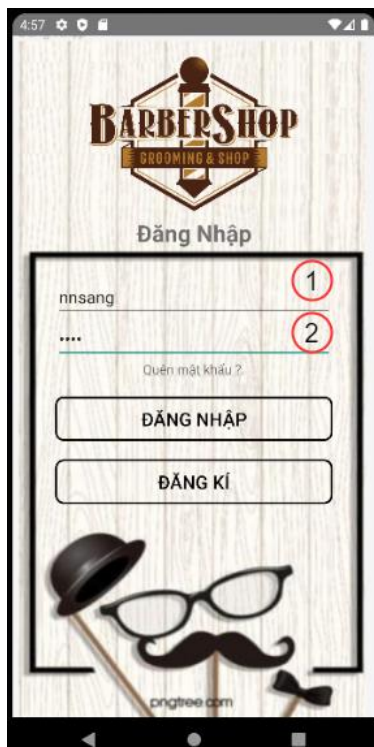 4:57
BARBERSHOP
GROOMING & SHOP
Đăng Nhập
1
nnsang
2
....
Quên mật khẩu ?
ĐĂNG NHẬP
ĐĂNG KÍ
pngtree.com